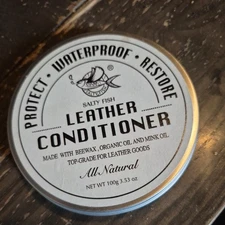 PROTECT • WATERPROOF • RESTORE
SALTY FISH
LEATHER
CONDITIONER
MADE WITH BEEWAX, ORGANIC OIL AND MINK OIL
TOP-GRADE FOR LEATHER GOODS
All Natural
NET WT 100g 3.53 oz